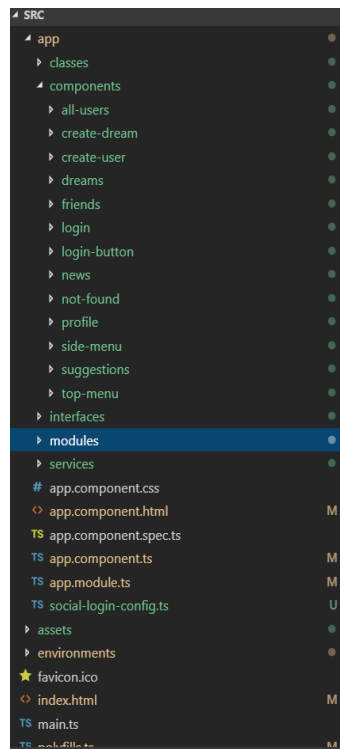 SRC
app
classes
components
all-users
create-dream
create-user
dreams
friends
login
login-button
news
not-found
profile
side-menu
suggestions
top-menu
interfaces
modules
services
# app.component.css
<> app.component.html M
TS app.component.spec.ts
TS app.component.ts M
TS app.module.ts M
TS social-login-config.ts U
assets
environments
favicon.ico
<> index.html M
TS main.ts
TS polyfills.ts M